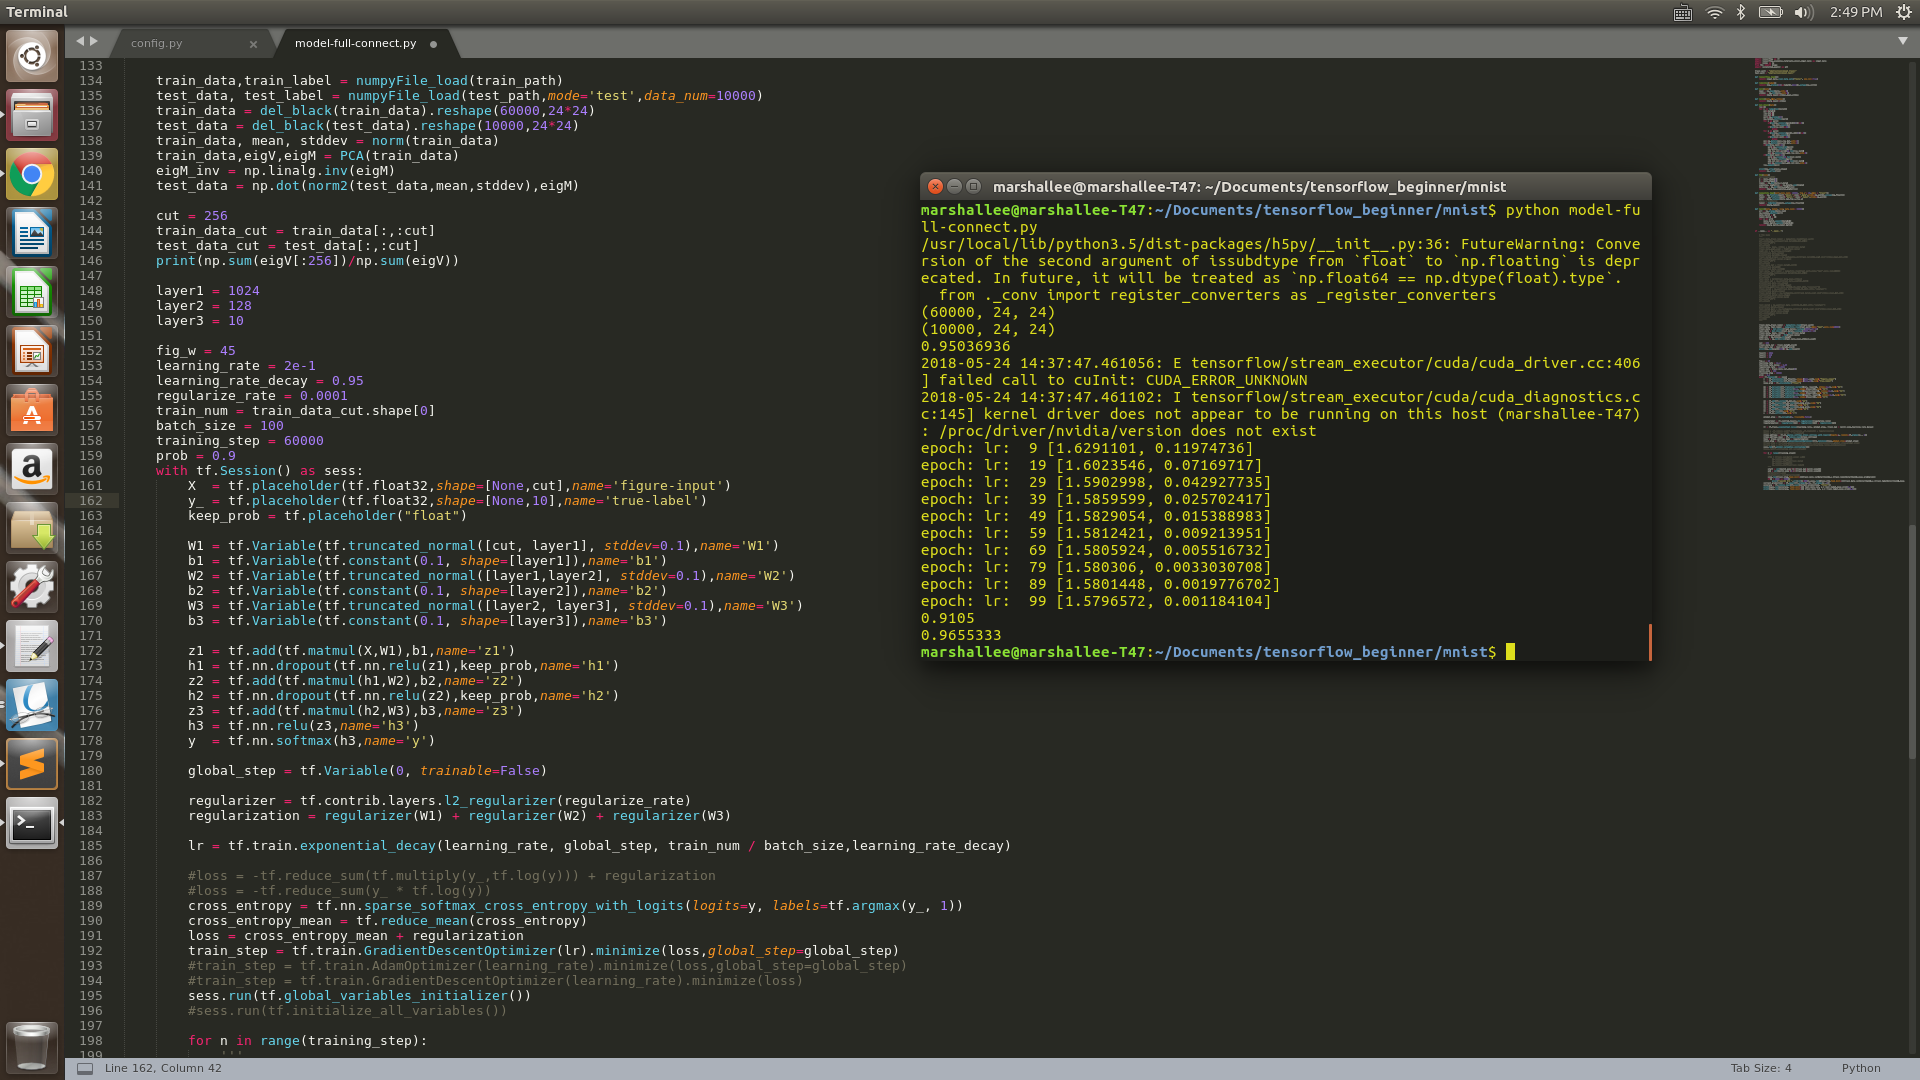 Terminal
2:49 PM
config.py
model-full-connect.py
133
134 train_data,train_label = numpyFile_load(train_path)
135 test_data, test_label = numpyFile_load(test_path,mode='test',data_num=10000)
136 train_data = del_black(train_data).reshape(60000,24*24)
137 test_data = del_black(test_data).reshape(10000,24*24)
138 train_data, mean, stddev = norm(train_data)
139 train_data,eigV,eigM = PCA(train_data)
140 eigM_inv = np.linalg.inv(eigM)
141 test_data = np.dot(norm2(test_data,mean,stddev),eigM)
142
143 cut = 256
144 train_data_cut = train_data[:,:cut]
145 test_data_cut = test_data[:,:cut]
146 print(np.sum(eigV[:256])/np.sum(eigV))
147
148 layer1 = 1024
149 layer2 = 128
150 layer3 = 10
151
152 fig_w = 45
153 learning_rate = 2e-1
154 learning_rate_decay = 0.95
155 regularize_rate = 0.0001
156 train_num = train_data_cut.shape[0]
157 batch_size = 100
158 training_step = 60000
159 prob = 0.9
160 with tf.Session() as sess:
161 X  = tf.placeholder(tf.float32,shape=[None,cut],name='figure-input')
162 y_ = tf.placeholder(tf.float32,shape=[None,10],name='true-label')
163 keep_prob = tf.placeholder("float")
164
165 W1 = tf.Variable(tf.truncated_normal([cut, layer1], stddev=0.1),name='W1')
166 b1 = tf.Variable(tf.constant(0.1, shape=[layer1]),name='b1')
167 W2 = tf.Variable(tf.truncated_normal([layer1,layer2], stddev=0.1),name='W2')
168 b2 = tf.Variable(tf.constant(0.1, shape=[layer2]),name='b2')
169 W3 = tf.Variable(tf.truncated_normal([layer2, layer3], stddev=0.1),name='W3')
170 b3 = tf.Variable(tf.constant(0.1, shape=[layer3]),name='b3')
171
172 z1 = tf.add(tf.matmul(X,W1),b1,name='z1')
173 h1 = tf.nn.dropout(tf.nn.relu(z1),keep_prob,name='h1')
174 z2 = tf.add(tf.matmul(h1,W2),b2,name='z2')
175 h2 = tf.nn.dropout(tf.nn.relu(z2),keep_prob,name='h2')
176 z3 = tf.add(tf.matmul(h2,W3),b3,name='z3')
177 h3 = tf.nn.relu(z3,name='h3')
178 y  = tf.nn.softmax(h3,name='y')
179
180 global_step = tf.Variable(0, trainable=False)
181
182 regularizer = tf.contrib.layers.l2_regularizer(regularize_rate)
183 regularization = regularizer(W1) + regularizer(W2) + regularizer(W3)
184
185 lr = tf.train.exponential_decay(learning_rate, global_step, train_num / batch_size,learning_rate_decay)
186
187 #loss = -tf.reduce_sum(tf.multiply(y_,tf.log(y))) + regularization
188 #loss = -tf.reduce_sum(y_ * tf.log(y))
189 cross_entropy = tf.nn.sparse_softmax_cross_entropy_with_logits(logits=y, labels=tf.argmax(y_, 1))
190 cross_entropy_mean = tf.reduce_mean(cross_entropy)
191 loss = cross_entropy_mean + regularization
192 train_step = tf.train.GradientDescentOptimizer(lr).minimize(loss,global_step=global_step)
193 #train_step = tf.train.AdamOptimizer(learning_rate).minimize(loss,global_step=global_step)
194 #train_step = tf.train.GradientDescentOptimizer(learning_rate).minimize(loss)
195 sess.run(tf.global_variables_initializer())
196 #sess.run(tf.initialize_all_variables())
197
198 for n in range(training_step):
199 '''
marshallee@marshallee-T47: ~/Documents/tensorflow_beginner/mnist
marshallee@marshallee-T47:~/Documents/tensorflow_beginner/mnist$ python model-fu
ll-connect.py
/usr/local/lib/python3.5/dist-packages/h5py/__init__.py:36: FutureWarning: Conve
rsion of the second argument of issubdtype from `float` to `np.floating` is depr
ecated. In future, it will be treated as `np.float64 == np.dtype(float).type`.
from ._conv import register_converters as _register_converters
(60000, 24, 24)
(10000, 24, 24)
0.95036936
2018-05-24 14:37:47.461056: E tensorflow/stream_executor/cuda/cuda_driver.cc:406
] failed call to cuInit: CUDA_ERROR_UNKNOWN
2018-05-24 14:37:47.461102: I tensorflow/stream_executor/cuda/cuda_diagnostics.c
c:145] kernel driver does not appear to be running on this host (marshallee-T47)
: /proc/driver/nvidia/version does not exist
epoch: lr:  9 [1.6291101, 0.11974736]
epoch: lr:  19 [1.6023546, 0.07169717]
epoch: lr:  29 [1.5902998, 0.042927735]
epoch: lr:  39 [1.5859599, 0.025702417]
epoch: lr:  49 [1.5829054, 0.015388983]
epoch: lr:  59 [1.5812421, 0.009213951]
epoch: lr:  69 [1.5805924, 0.005516732]
epoch: lr:  79 [1.580306, 0.0033030708]
epoch: lr:  89 [1.5801448, 0.0019776702]
epoch: lr:  99 [1.5796572, 0.001184104]
0.9105
0.9655333
marshallee@marshallee-T47:~/Documents/tensorflow_beginner/mnist$
Line 162, Column 42
Tab Size: 4
Python